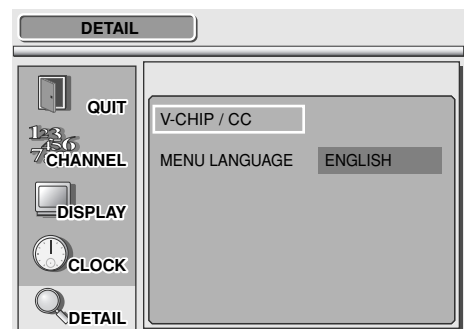 DETAIL
QUIT
123
456
7
CHANNEL
DISPLAY
CLOCK
DETAIL
V-CHIP / CC
MENU LANGUAGE ENGLISH